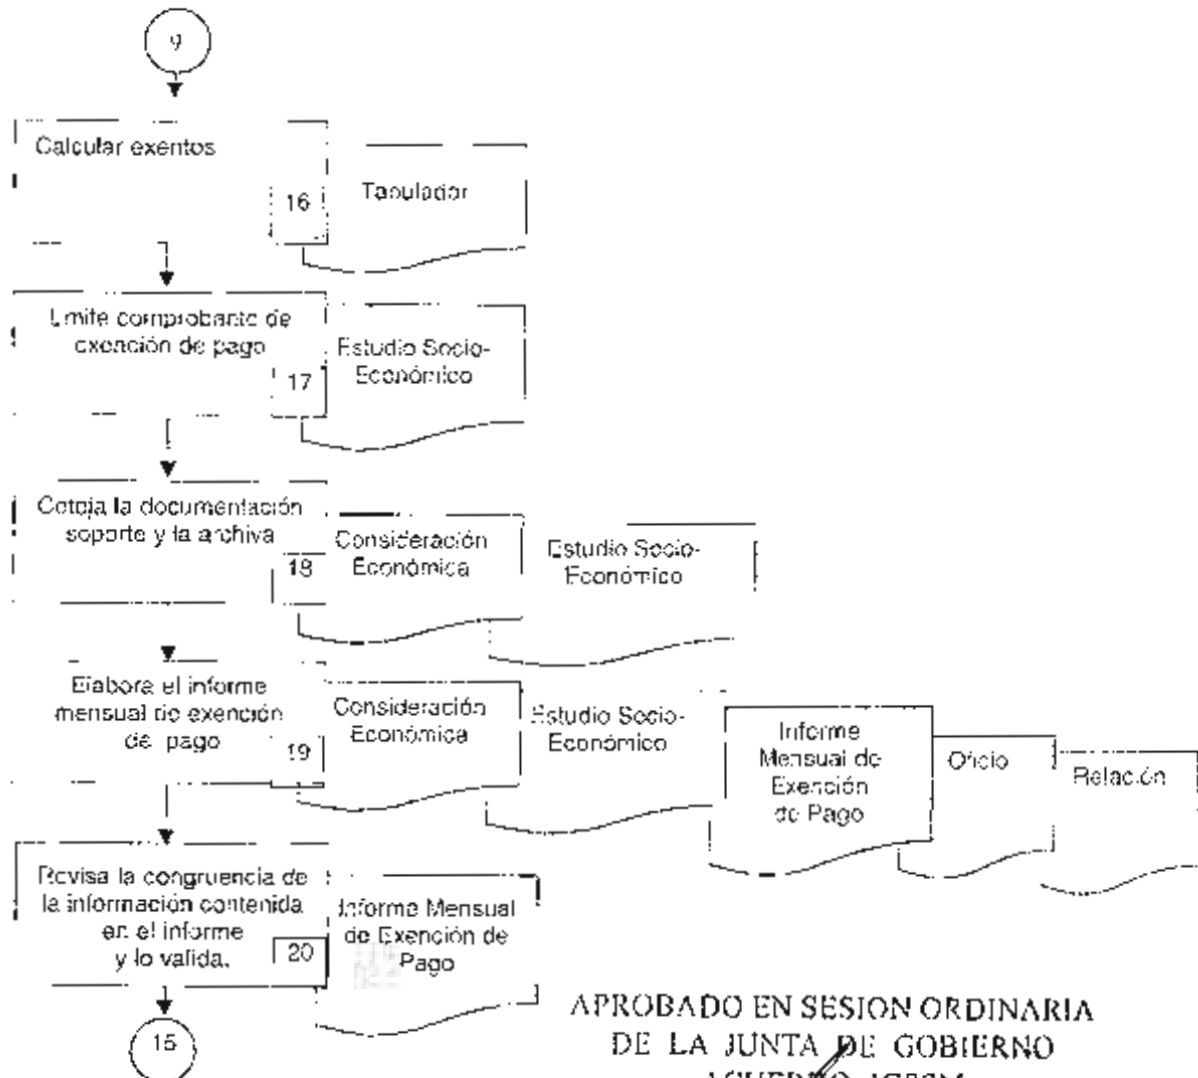 9
Calcular exentos
16
Tabulador
Emite comprobante de
exención de pago
17
Estudio Socio-
Económico
Coteja la documentación
soporte y la archiva
18
Consideración
Económica
Estudio Socio-
Económico
Elabora el informe
mensual de exención
de pago
19
Consideración
Económica
Estudio Socio-
Económico
Informe
Mensual de
Exención
de Pago
Oficio
Relación
Revisa la congruencia de
la información contenida
en el informe
y lo valida.
20
Informe Mensual
de Exención de
Pago
15
APROBADO EN SESION ORDINARIA
DE LA JUNTA DE GOBIERNO